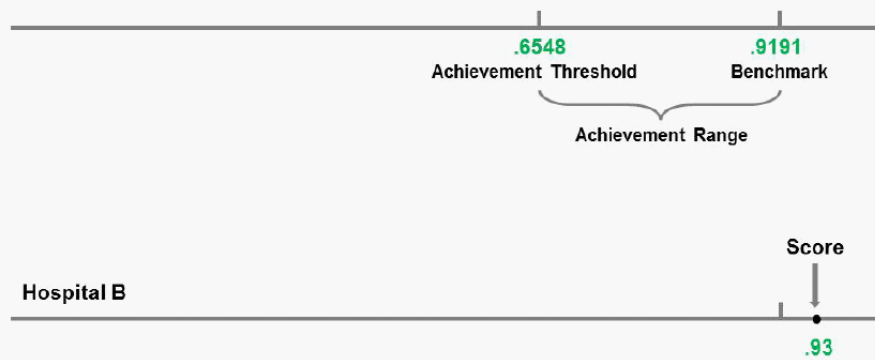 .6548 .9191
Achievement Threshold Benchmark
Achievement Range
Score
Hospital B
.93